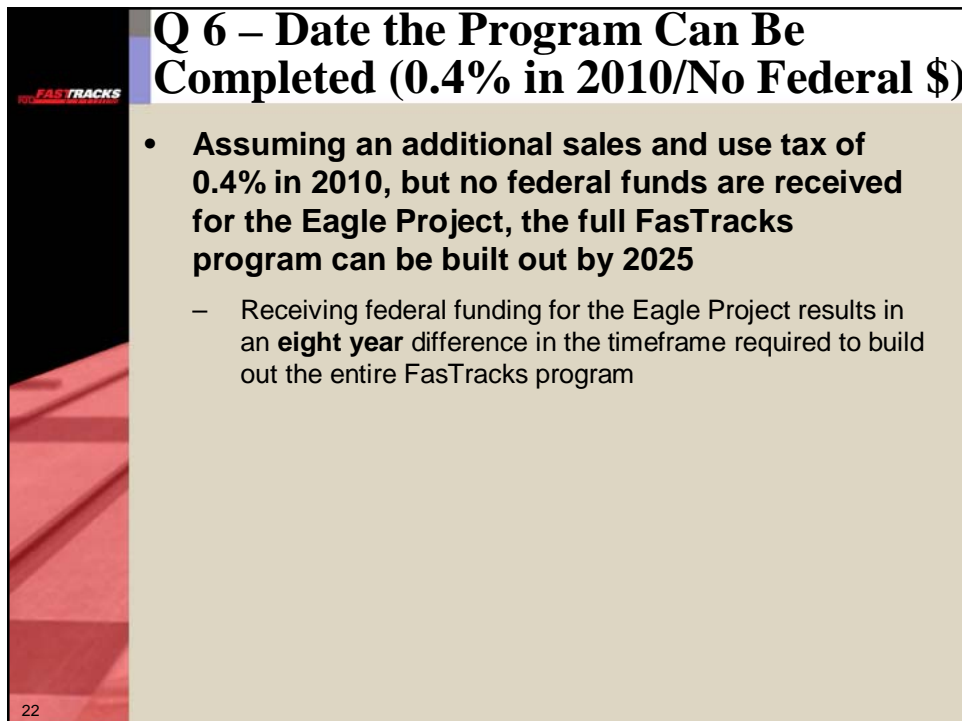 Q 6 – Date the Program Can Be
Completed (0.4% in 2010/No Federal $)
FASTRACKS
• Assuming an additional sales and use tax of
0.4% in 2010, but no federal funds are received
for the Eagle Project, the full FasTracks
program can be built out by 2025
– Receiving federal funding for the Eagle Project results in
an eight year difference in the timeframe required to build
out the entire FasTracks program
22